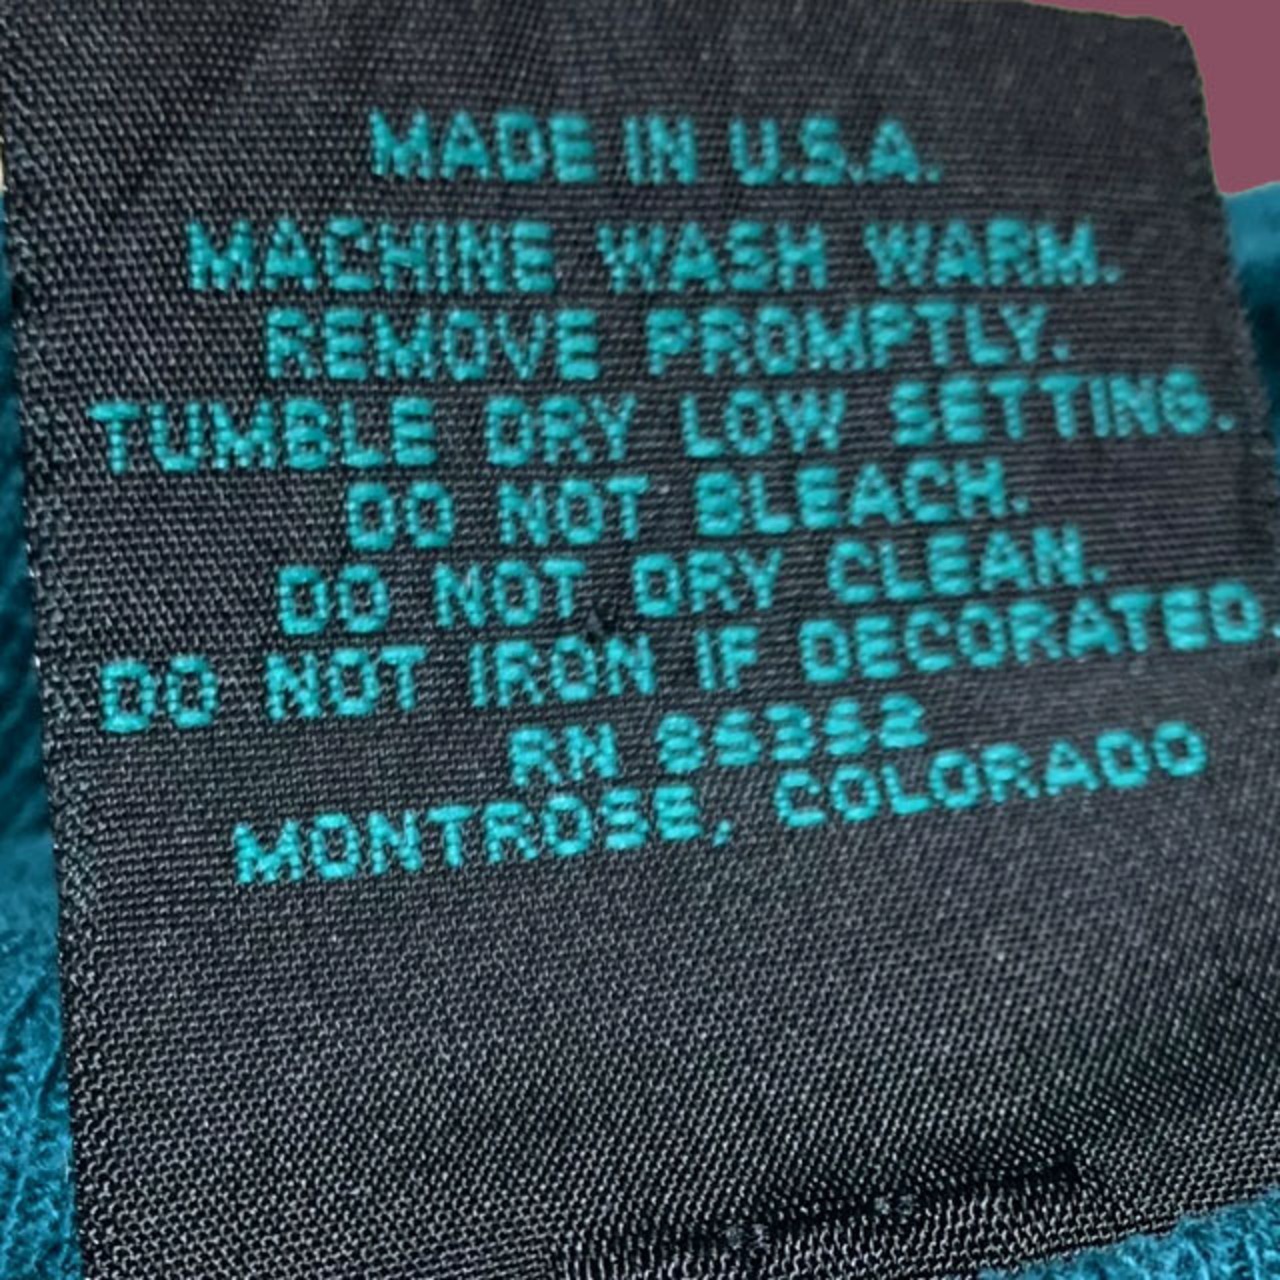 MADE IN U.S.A.
MACHINE WASH WARM.
REMOVE PROMPTLY.
TUMBLE DRY LOW SETTING.
DO NOT BLEACH.
DO NOT DRY CLEAN.
DO NOT IRON IF DECORATED.
RN
MONTROSE, COLORADO